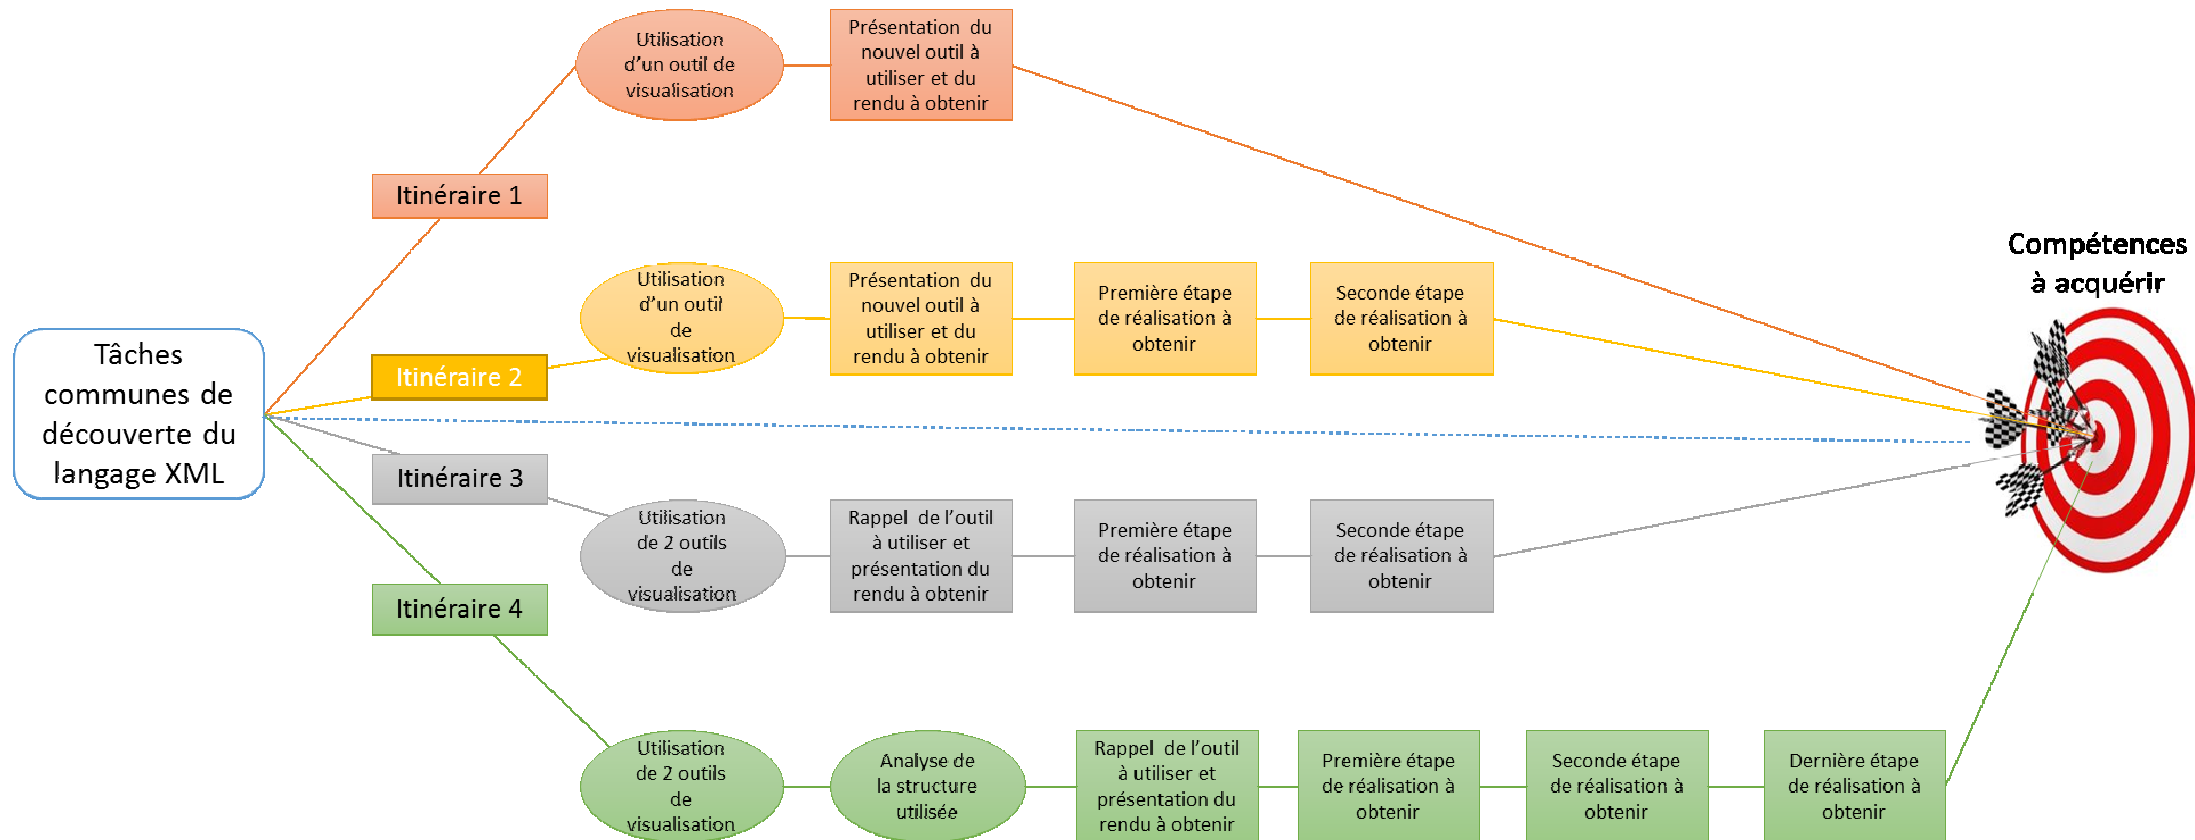 Tâches
communes de
découverte du
langage XML
Itinéraire 1
Utilisation
d'un outil de
visualisation
Présentation du
nouvel outil à
utiliser et du
rendu à obtenir
Itinéraire 2
Utilisation
d'un outil
de
visualisation
Présentation du
nouvel outil à
utiliser et du
rendu à obtenir
Première étape
de réalisation à
obtenir
Seconde étape
de réalisation à
obtenir
Itinéraire 3
Utilisation
de 2 outils
de
visualisation
Rappel de l'outil
à utiliser et
présentation du
rendu à obtenir
Première étape
de réalisation à
obtenir
Seconde étape
de réalisation à
obtenir
Itinéraire 4
Utilisation
de 2 outils
de
visualisation
Analyse de
la structure
utilisée
Rappel de l'outil
à utiliser et
présentation du
rendu à obtenir
Première étape
de réalisation à
obtenir
Seconde étape
de réalisation à
obtenir
Dernière étape
de réalisation à
obtenir
Compétences
à acquérir